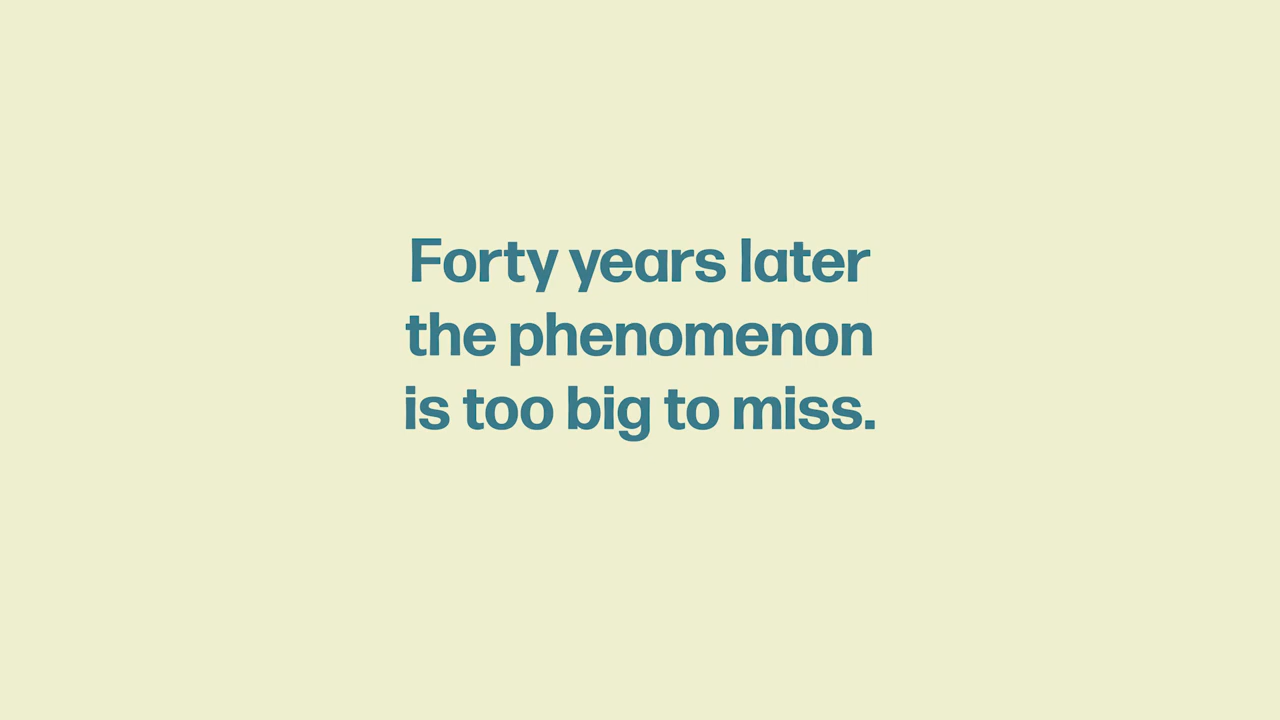 Forty years later
the phenomenon
is too big to miss.